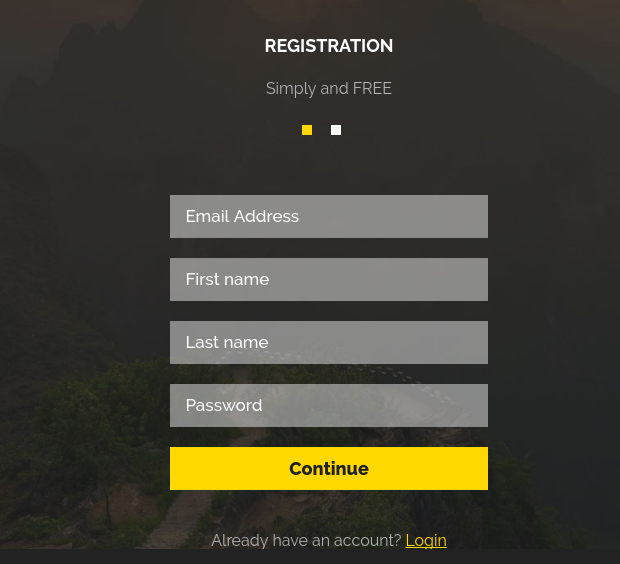 REGISTRATION
Simply and FREE
Email Address
First name
Last name
Password
Continue
Already have an account? Login